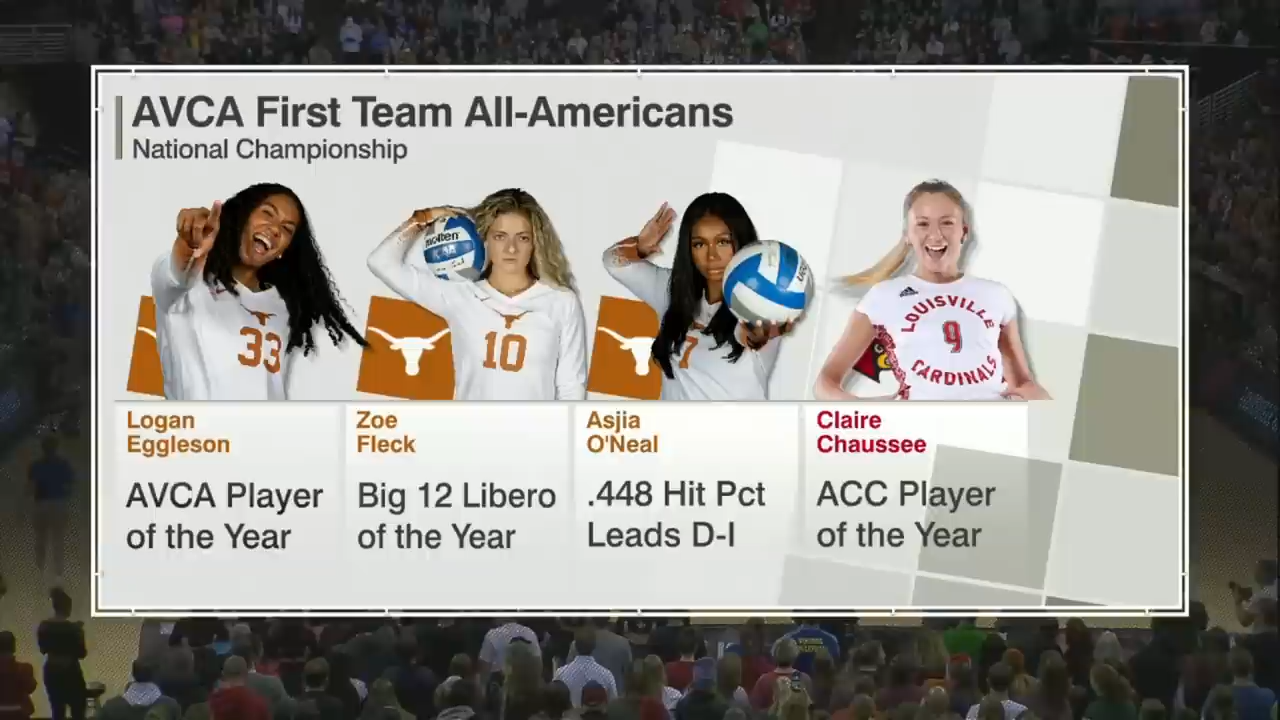 AVCA First Team All-Americans
National Championship
molten
33
10
7
LOUISVILLE
9
CARDINALS
Logan
Eggleson
AVCA Player
of the Year
Zoe
Fleck
Big 12 Libero
of the Year
Asjia
O'Neal
.448 Hit Pct
Leads D-I
Claire
Chaussee
ACC Player
of the Year